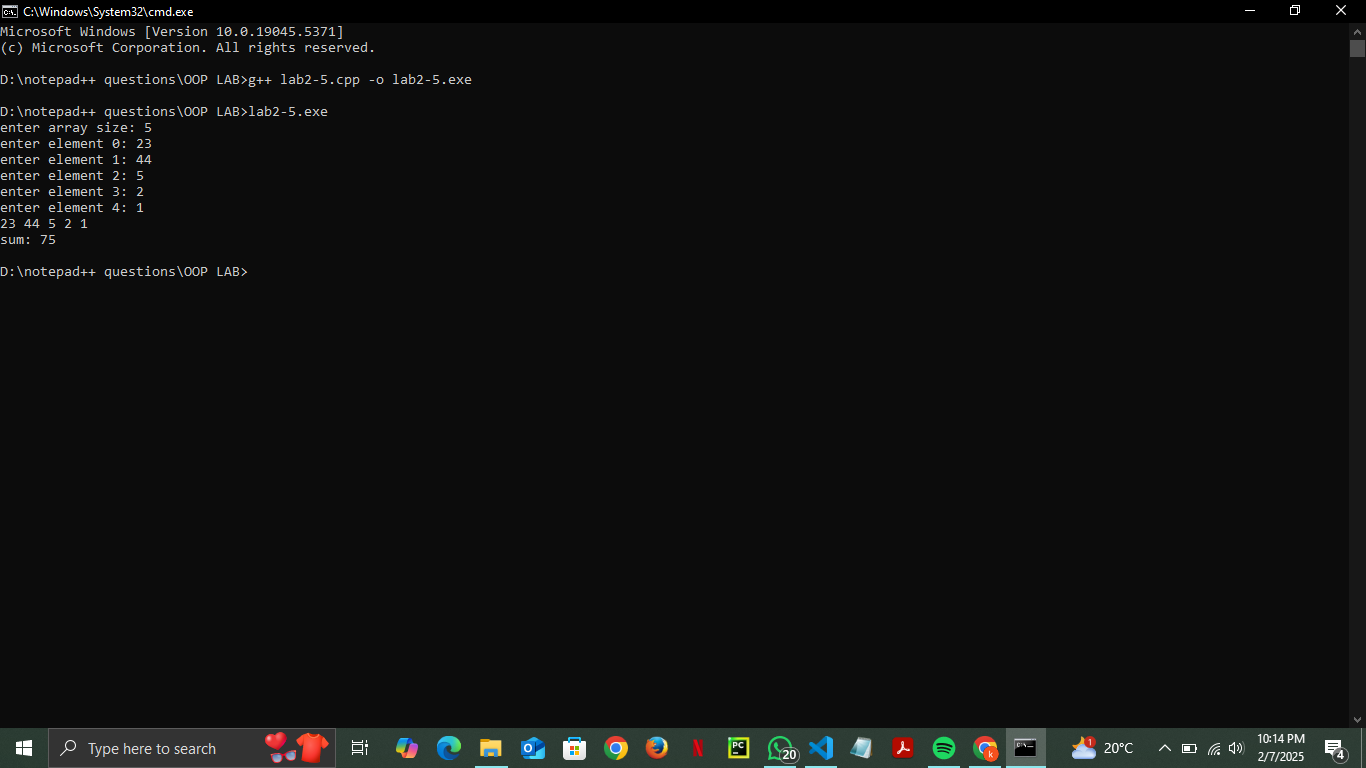 C:\Windows\System32\cmd.exe
Microsoft Windows [Version 10.0.19045.5371]
(c) Microsoft Corporation. All rights reserved.
D:\notepad++ questions\OOP LAB>g++ lab2-5.cpp -o lab2-5.exe
D:\notepad++ questions\OOP LAB>lab2-5.exe
enter array size: 5
enter element 0: 23
enter element 1: 44
enter element 2: 5
enter element 3: 2
enter element 4: 1
23 44 5 2 1
sum: 75
D:\notepad++ questions\OOP LAB>
Type here to search
PC
20
k
1
20°C
10:14 PM
2/7/2025
4